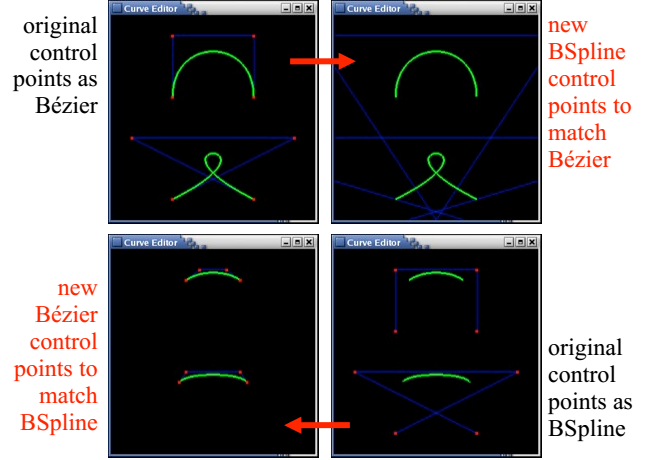 original
control
points as
Bézier
Curve Editor
Curve Editor
new
BSpline
control
points to
match
Bézier
new
Bézier
control
points to
match
BSpline
Curve Editor
Curve Editor
original
control
points as
BSpline